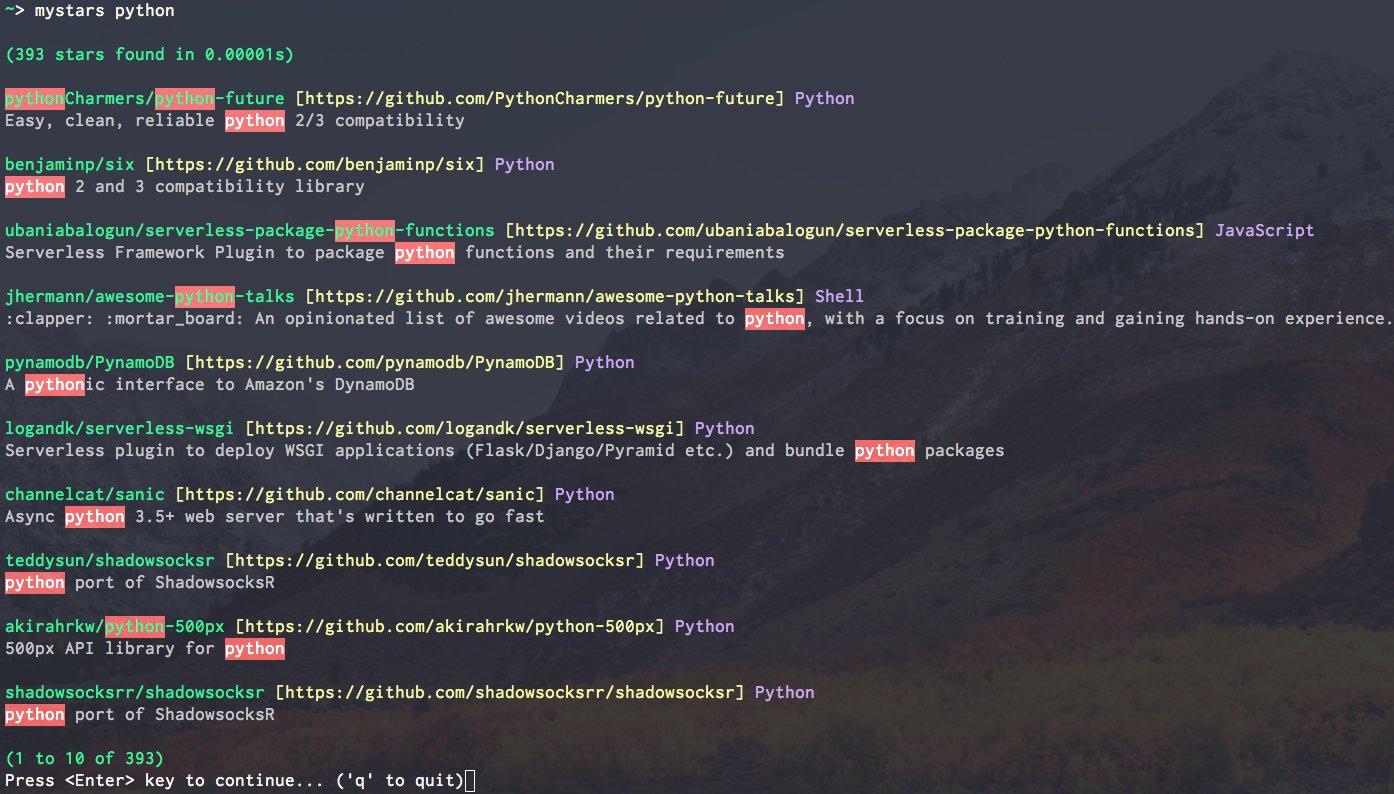 ~> mystars python
(393 stars found in 0.00001s)
pythonCharmers/python-future [https://github.com/PythonCharmers/python-future] Python
Easy, clean, reliable python 2/3 compatibility
benjaminp/six [https://github.com/benjaminp/six] Python
python 2 and 3 compatibility library
ubaniabalogun/serverless-package-python-functions [https://github.com/ubaniabalogun/serverless-package-python-functions] JavaScript
Serverless Framework Plugin to package python functions and their requirements
jhermann/awesome-python-talks [https://github.com/jhermann/awesome-python-talks] Shell
:clapper: :mortar_board: An opinionated list of awesome videos related to python, with a focus on training and gaining hands-on experience.
pynamodb/PynamoDB [https://github.com/pynamodb/PynamoDB] Python
A pythonic interface to Amazon's DynamoDB
logandk/serverless-wsgi [https://github.com/logandk/serverless-wsgi] Python
Serverless plugin to deploy WSGI applications (Flask/Django/Pyramid etc.) and bundle python packages
channelcat/sanic [https://github.com/channelcat/sanic] Python
Async python 3.5+ web server that's written to go fast
teddysun/shadowsocksr [https://github.com/teddysun/shadowsocksr] Python
python port of ShadowsocksR
akirahrkw/python-500px [https://github.com/akirahrkw/python-500px] Python
500px API library for python
shadowsocksrr/shadowsocksr [https://github.com/shadowsocksrr/shadowsocksr] Python
python port of ShadowsocksR
(1 to 10 of 393)
Press <Enter> key to continue... ('q' to quit)